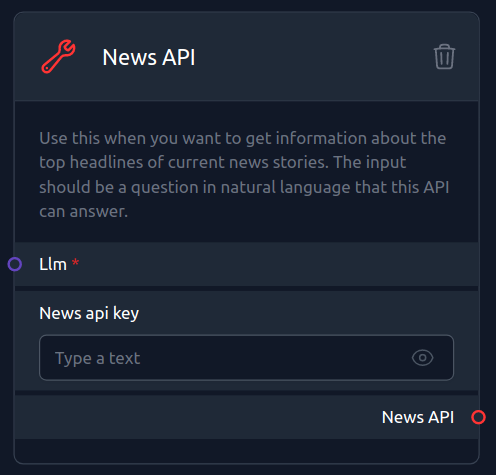 News API
Use this when you want to get information about the
top headlines of current news stories. The input
should be a question in natural language that this API
can answer.
Llm *
News api key
Type a text
News API